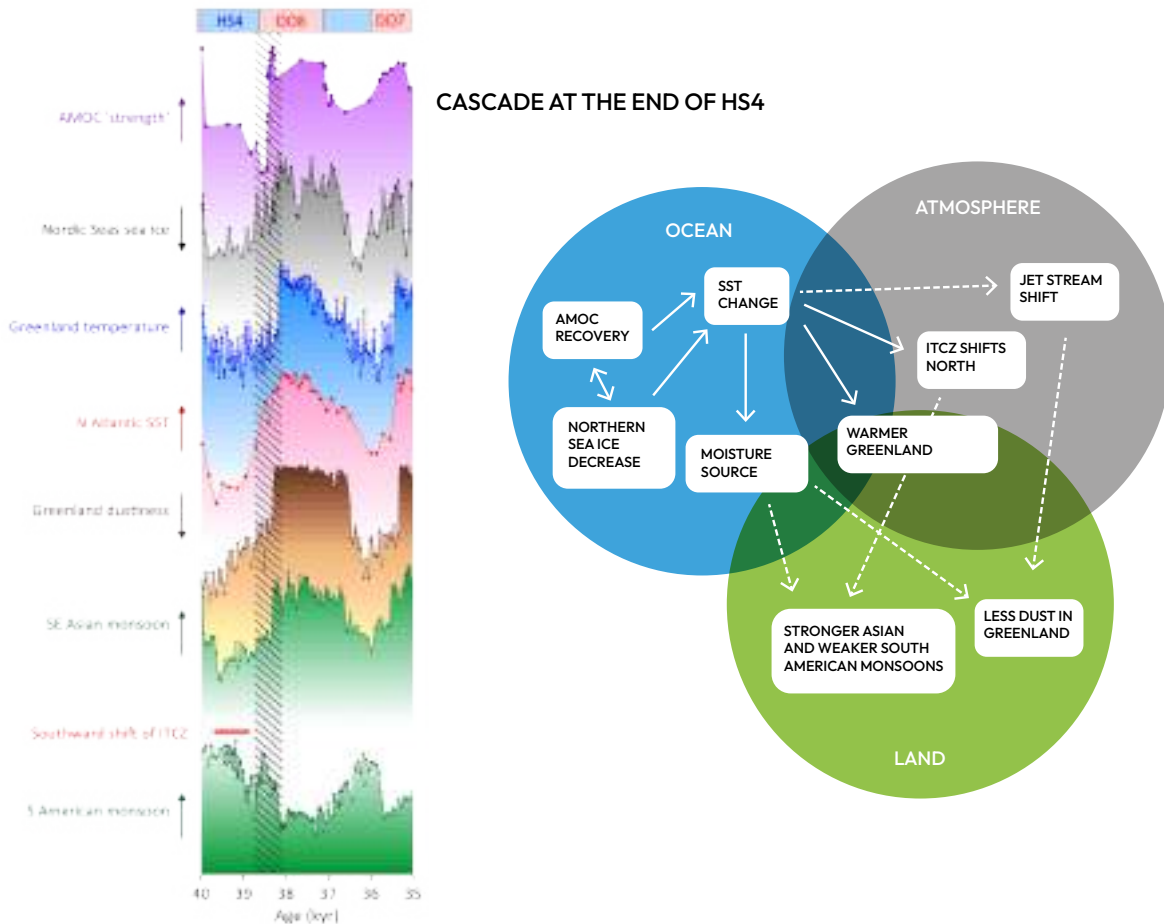 HS4
DO8
DO7
AMOC 'strength'
Nordic Seas sea ice
Greenland temperature
N Atlantic SST
Greenland dustiness
SE Asian monsoon
Southward shift of ITCZ
S American monsoon
40 39 38 37 36 35
Age (kyr)
CASCADE AT THE END OF HS4
OCEAN
ATMOSPHERE
SST
CHANGE
JET STREAM
SHIFT
AMOC
RECOVERY
ITCZ SHIFTS
NORTH
NORTHERN
SEA ICE
DECREASE
MOISTURE
SOURCE
WARMER
GREENLAND
STRONGER ASIAN
AND WEAKER SOUTH
AMERICAN MONSOONS
LESS DUST IN
GREENLAND
LAND